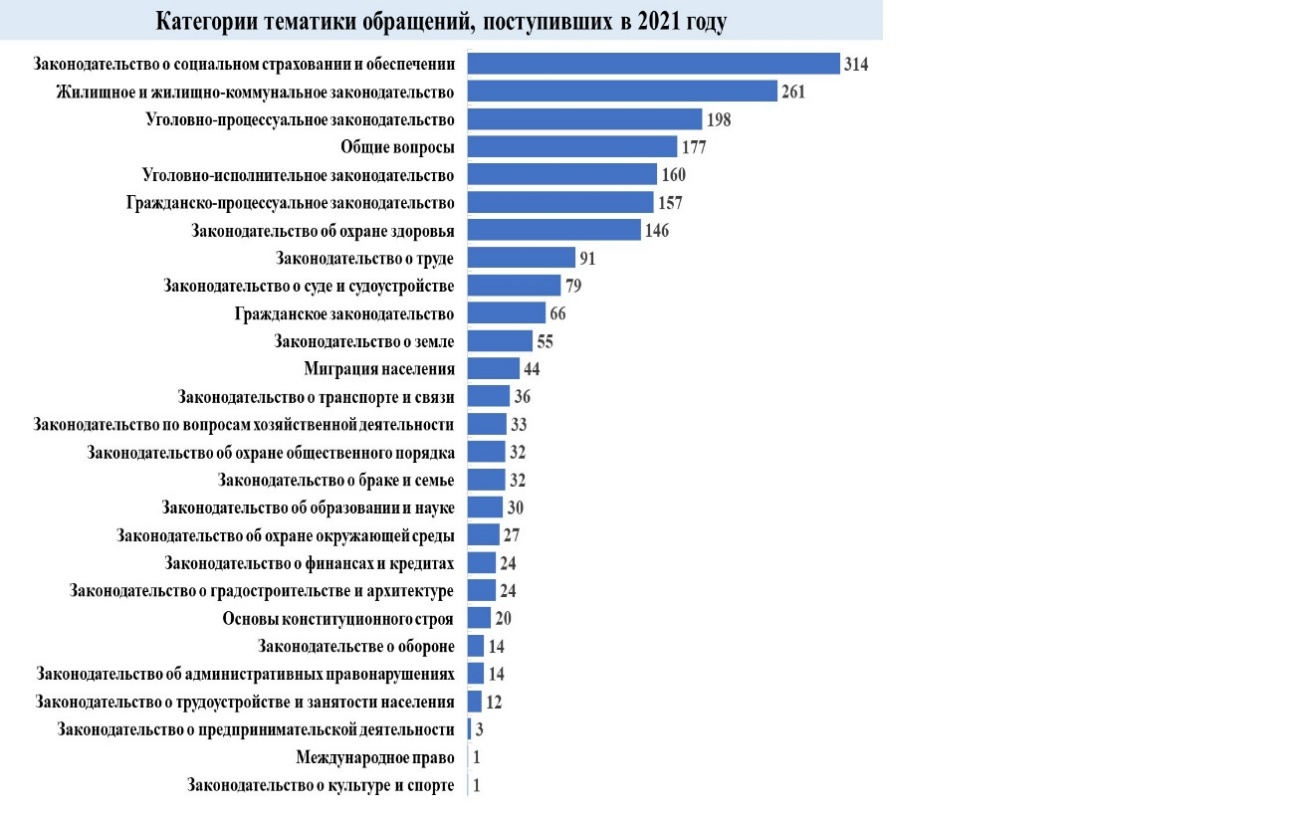 Категории тематики обращений, поступивших в 2021 году
Законодательство о социальном страховании и обеспечении 314
Жилищное и жилищно-коммунальное законодательство 261
Уголовно-процессуальное законодательство 198
Общие вопросы 177
Уголовно-исполнительное законодательство 160
Гражданско-процессуальное законодательство 157
Законодательство об охране здоровья 146
Законодательство о труде 91
Законодательство о суде и судоустройстве 79
Гражданское законодательство 66
Законодательство о земле 55
Миграция населения 44
Законодательство о транспорте и связи 36
Законодательство по вопросам хозяйственной деятельности 33
Законодательство об охране общественного порядка 32
Законодательство о браке и семье 32
Законодательство об образовании и науке 30
Законодательство об охране окружающей среды 27
Законодательство о финансах и кредитах 24
Законодательство о градостроительстве и архитектуре 24
Основы конституционного строя 20
Законодательстве о обороне 14
Законодательство об административных правонарушениях 14
Законодательство о трудоустройстве и занятости населения 12
Законодательство о предпринимательской деятельности 3
Международное право 1
Законодательство о культуре и спорте 1